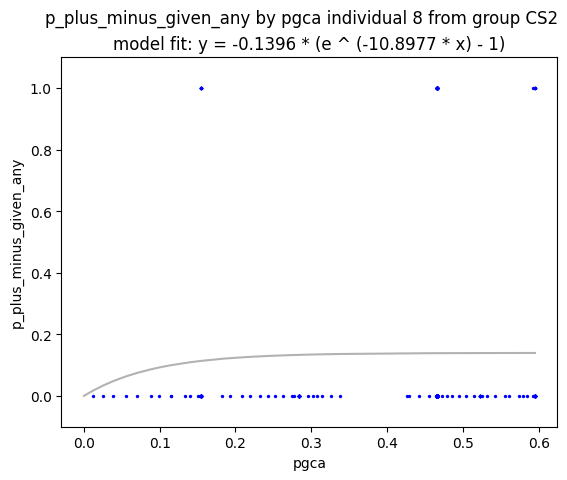 p_plus_minus_given_any by pgca individual 8 from group CS2
model fit: y = -0.1396 * (e ^ (-10.8977 * x) - 1)
1.0
0.8
0.6
0.4
0.2
0.0
p_plus_minus_given_any
0.0 0.1 0.2 0.3 0.4 0.5 0.6
pgca